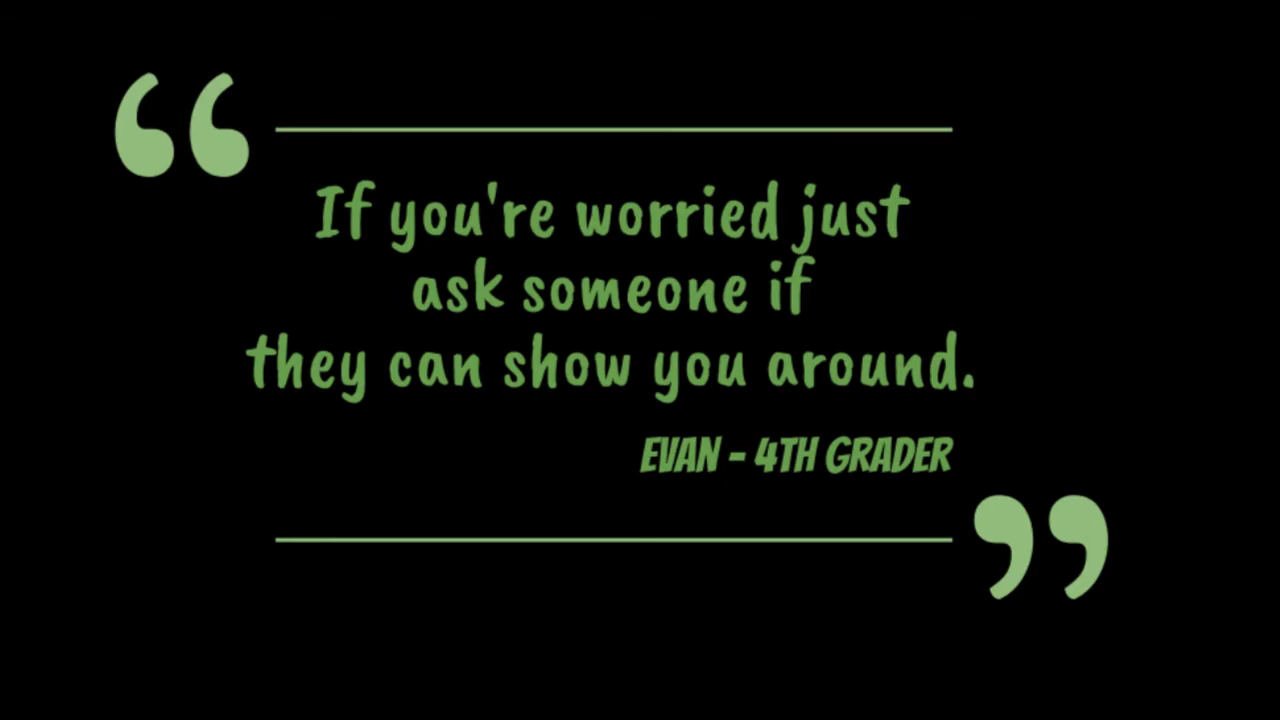 If you're worried just
ask someone if
they can show you around.
EVAN - 4TH GRADER